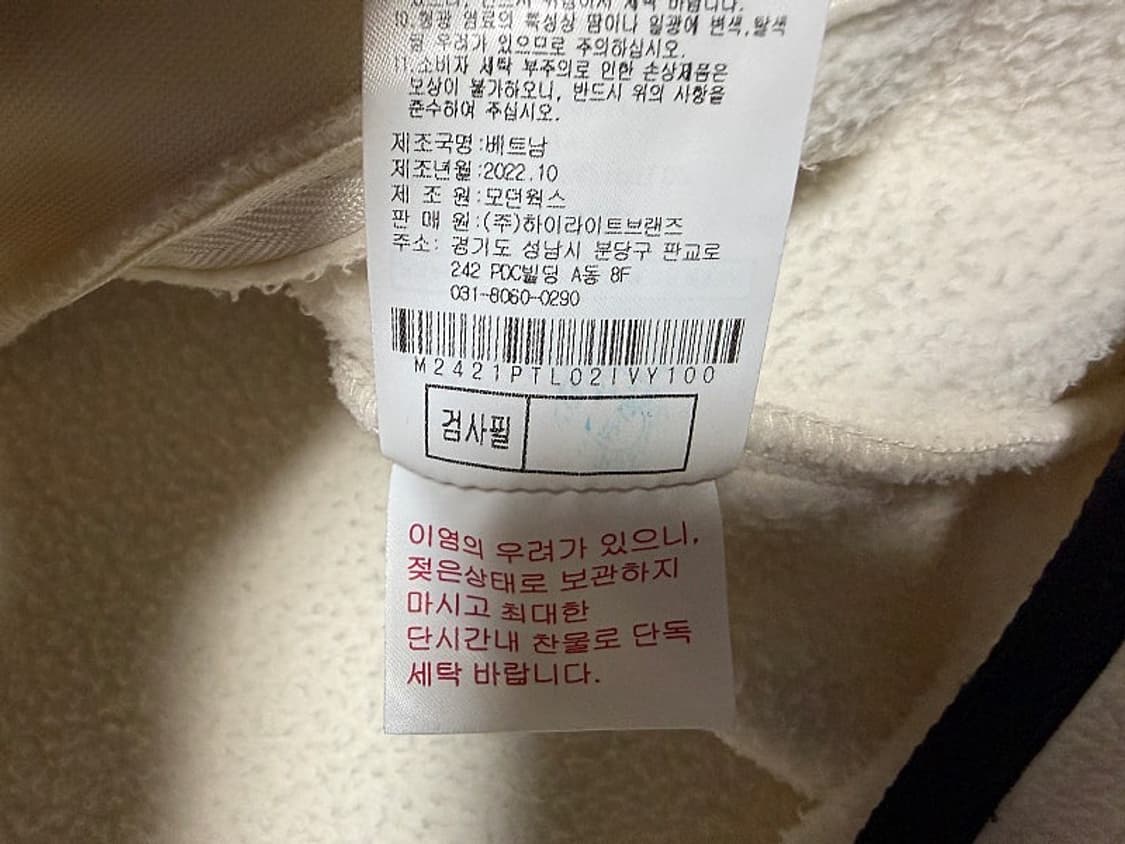 10. 형광 염료의 특성상 땀이나 일광에 변색,탈색
될 우려가 있으므로 주의하십시오.
11.소비자 세탁 부주의로 인한 손상제품은
보상이 불가하오니, 반드시 위의 사항을
준수하여 주십시오.
제조국명:베트남
제조년월:2022.10
제 조 원:모던웍스
판 매 원:(주)하이라이트브랜즈
주소: 경기도 성남시 분당구 판교로
242 PDC빌딩 A동 8F
031-8060-0290
M2421PTL02IVY100
검사필
이염의 우려가 있으니,
젖은상태로 보관하지
마시고 최대한
단시간내 찬물로 단독
세탁 바랍니다.